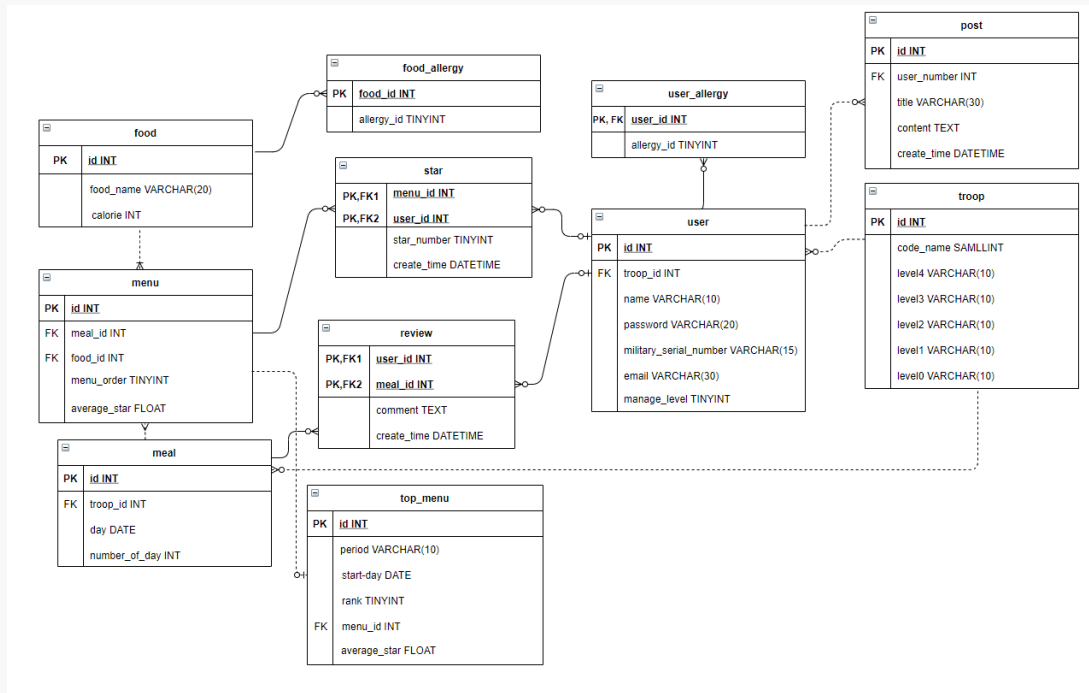 food_allergy
PK food_id INT
allergy_id TINYINT
user_allergy
PK, FK user_id INT
allergy_id TINYINT
post
PK id INT
FK user_number INT
title VARCHAR(30)
content TEXT
create_time DATETIME
food
PK id INT
food_name VARCHAR(20)
calorie INT
star
PK,FK1 menu_id INT
PK,FK2 user_id INT
star_number TINYINT
create_time DATETIME
user
PK id INT
FK troop_id INT
name VARCHAR(10)
password VARCHAR(20)
military_serial_number VARCHAR(15)
email VARCHAR(30)
manage_level TINYINT
troop
PK id INT
code_name SAMLLINT
level4 VARCHAR(10)
level3 VARCHAR(10)
level2 VARCHAR(10)
level1 VARCHAR(10)
level0 VARCHAR(10)
menu
PK id INT
FK meal_id INT
FK food_id INT
menu_order TINYINT
average_star FLOAT
review
PK,FK1 user_id INT
PK,FK2 meal_id INT
comment TEXT
create_time DATETIME
meal
PK id INT
FK troop_id INT
day DATE
number_of_day INT
top_menu
PK id INT
period VARCHAR(10)
start-day DATE
rank TINYINT
FK menu_id INT
average_star FLOAT